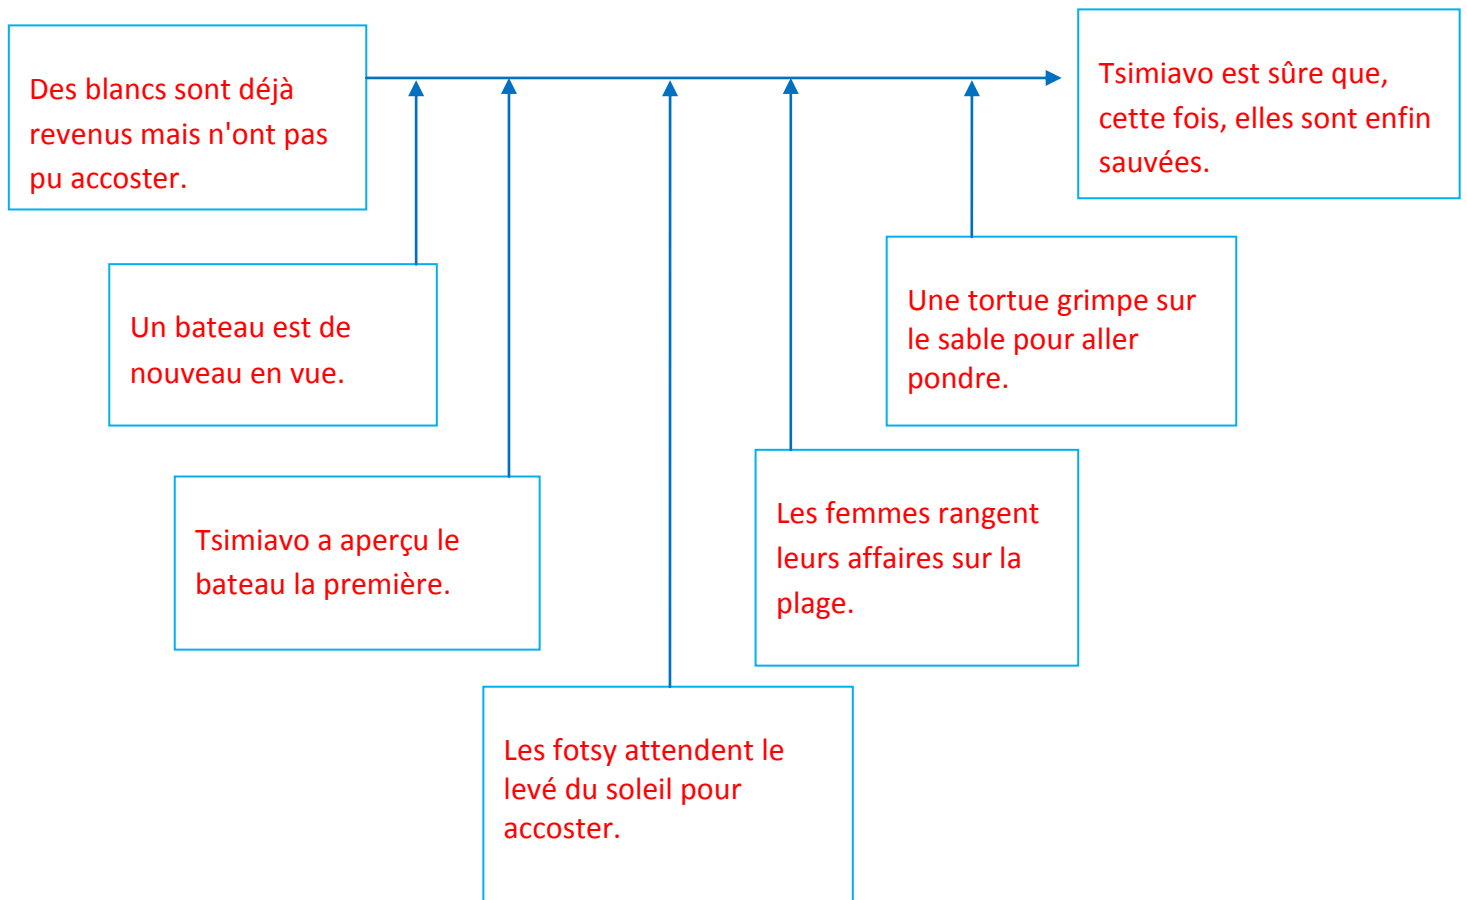 Des blancs sont déjà
revenus mais n'ont pas
pu accoster.
Un bateau est de
nouveau en vue.
Tsimiavo a aperçu le
bateau la première.
Les fotsy attendent le
levé du soleil pour
accoster.
Les femmes rangent
leurs affaires sur la
plage.
Une tortue grimpe sur
le sable pour aller
pondre.
Tsimiavo est sûre que,
cette fois, elles sont enfin
sauvées.